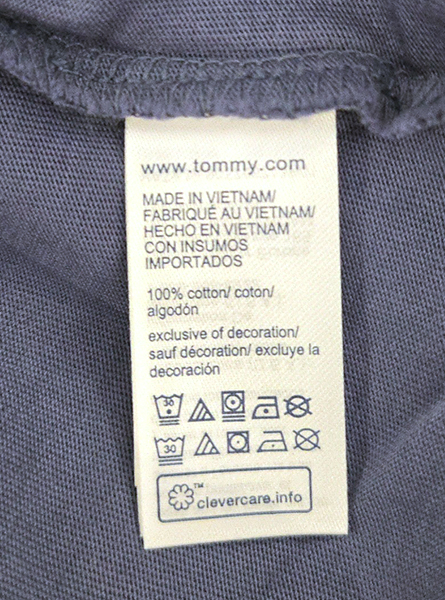 www.tommy.com
MADE IN VIETNAM/
FABRIQUÉ AU VIETNAM/
HECHO EN VIETNAM
CON INSUMOS
IMPORTADOS
100% cotton/ coton/
algodón
exclusive of decoration/
sauf décoration/ excluye la
decoración
30
30
clevercare.info™